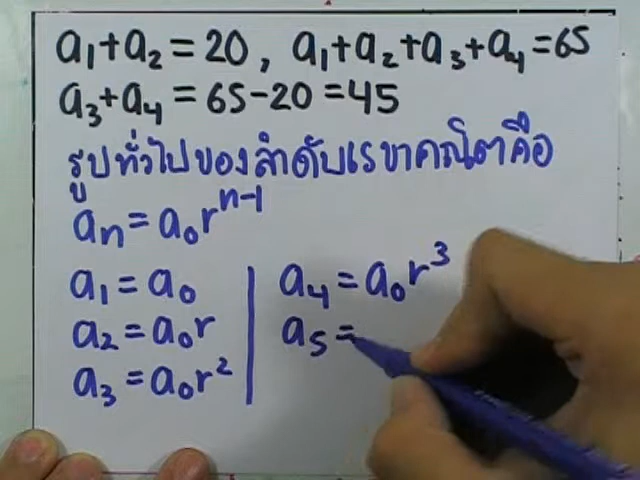 a₁+a₂ = 20 , a₁+a₂+a₃+a₄ = 65
a₃+a₄ = 65-20 = 45
รูปทั่วไปของลำดับเรขาคณิตาคือ
aₙ = a₀rⁿ⁻¹
a₁ = a₀
a₂ = a₀r
a₃ = a₀r²
a₄ = a₀r³
a₅ =